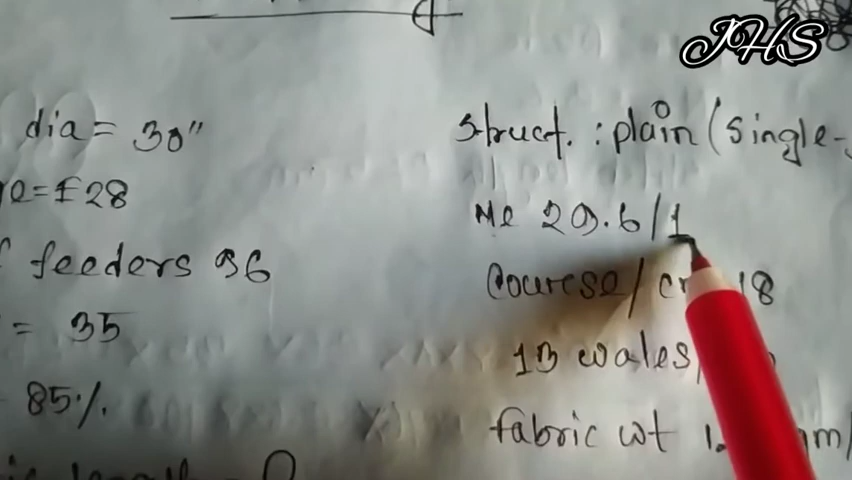 JHS
dia = 30"
e = E28
feeders 96
= 35
85%
Struct. : plain (single-
Ne 29.6/1
Course/cm 18
13 wales/
fabric wt